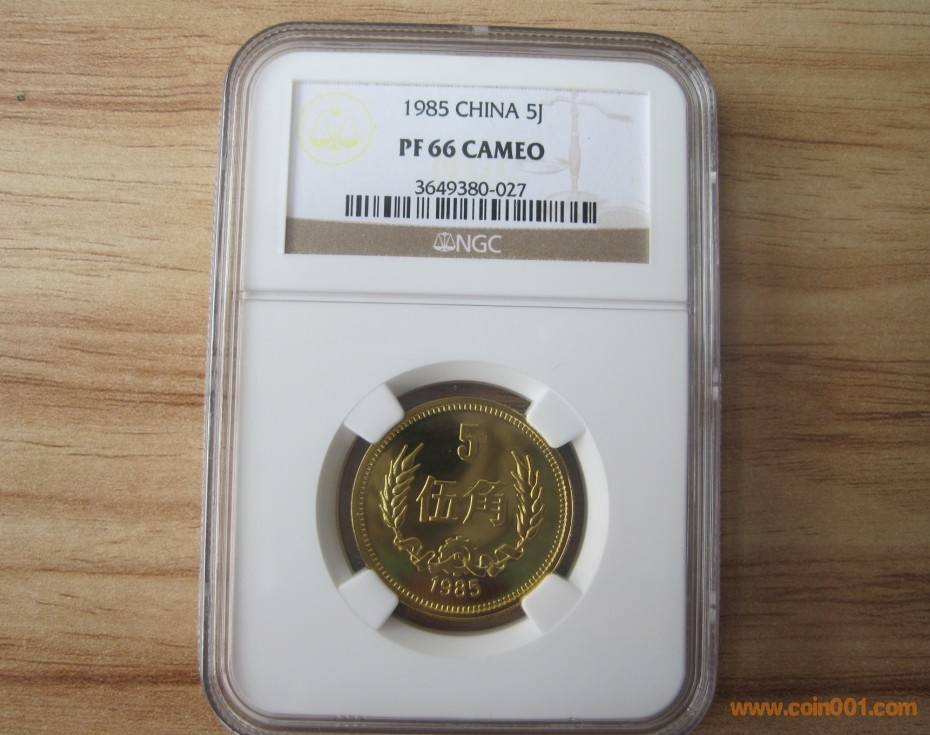 1985 CHINA 5J
PF 66 CAMEO
3649380-027
NGC
5
伍角
1985
www.coin001.com